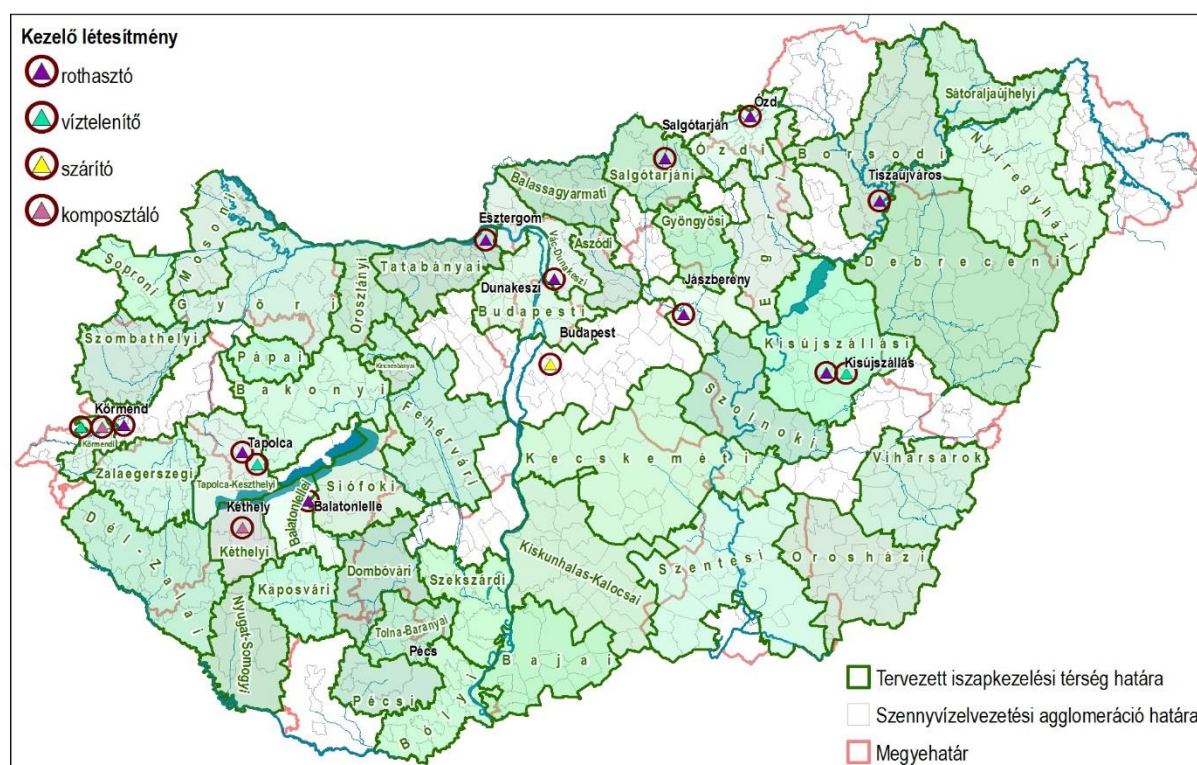 Kezelő létesítmény
rothasztó
víztelenítő
szárító
komposztáló
Ózd
Sátoraljaújhelyi
Salgótarján
Ózdi
Borsodi
Nyíregyházi
Salgótarjáni
Balassagyarmati
Tiszaújváros
Mosoni
Esztergom
Gyöngyösi
Aszódi
Vác-Dunakeszi
Egri
Soproni
Tatabányai
Oroszlányi
Debreceni
Győri
Dunakeszi
Jászberény
Budapesti
Budapest
Szombathelyi
Kisújszállási
Pápai
Kincsesbányai
Kisújszállás
Bakonyi
Körmend
Fehérvári
Szolnoki
Körmendi
Tapolca
Kecskeméti
Viharsarok
Zalaegerszegi
Tapolca-Keszthelyi
Siófoki
Balatonlellei
Balatonlelle
Kéthely
Dél-Zalai
Kéthelyi
Orosházi
Szentesi
Dombóvári
Kiskunhalas-Kalocsai
Kaposvári
Szekszárdi
Nyugat-Somogyi
Tolna-Baranyai
Pécs
Bajai
Pécsi
Bólyi
Tervezett iszapkezelési térség határa
Szennyvízelvezetési agglomeráció határa
Megyehatár